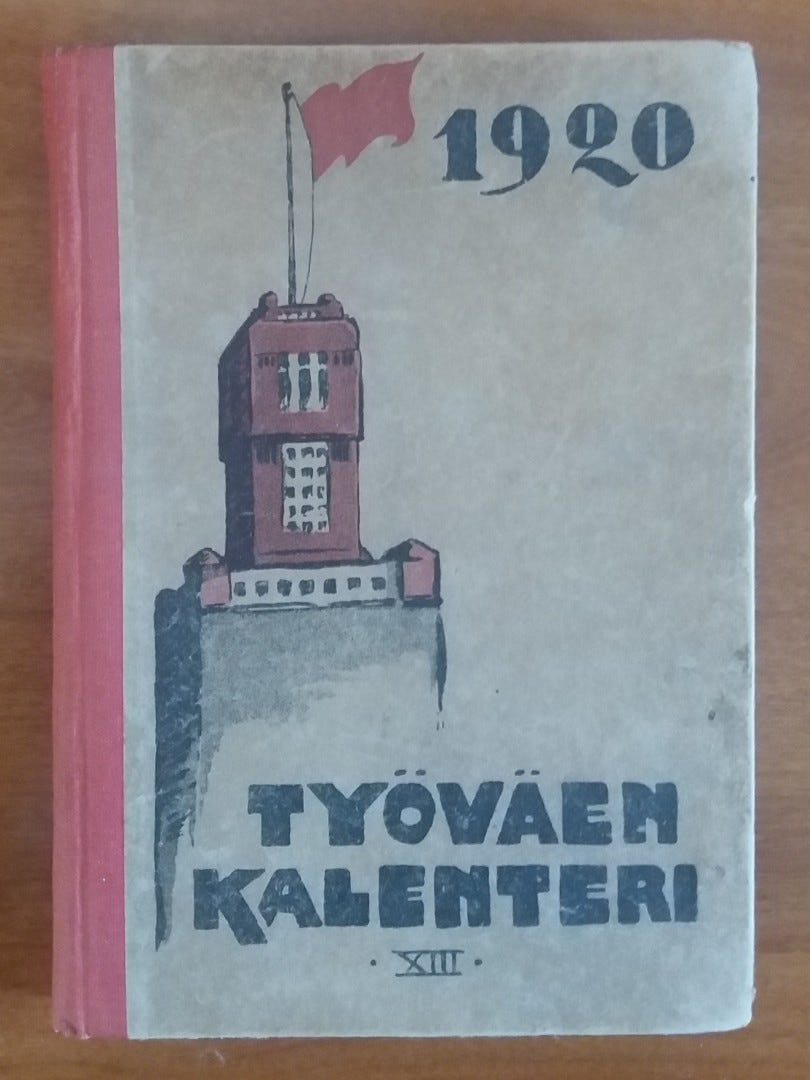 1920
TYÖVÄEN
KALENTERI
· XIII ·